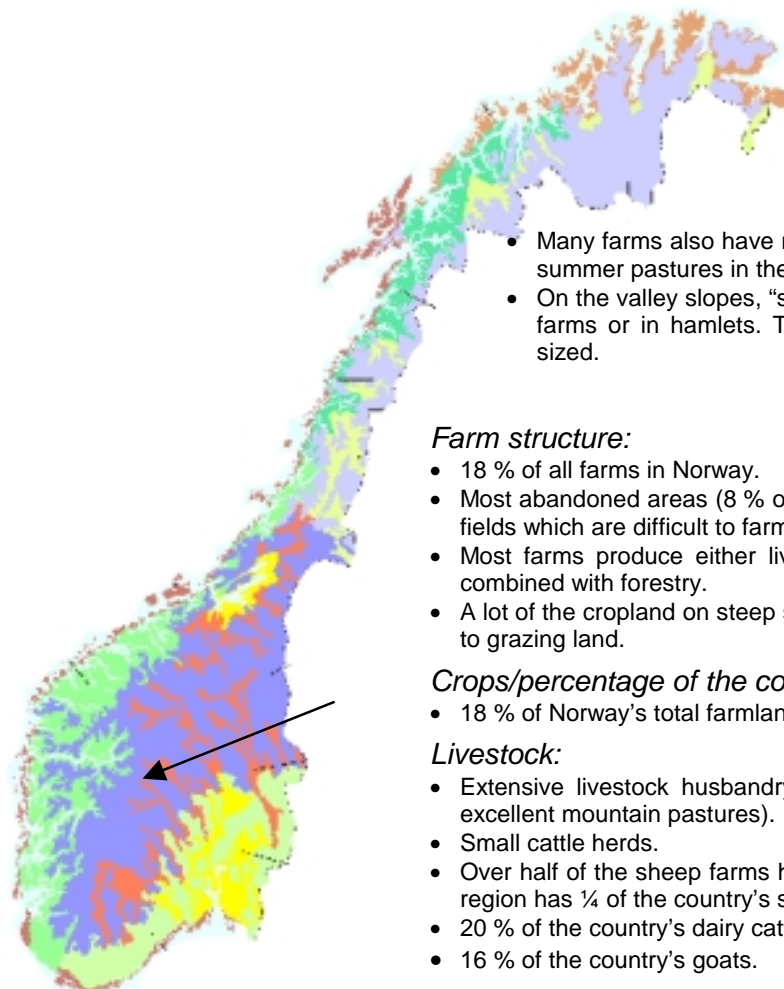 • Many farms also have
summer pastures in the
• On the valley slopes, “s
farms or in hamlets. T
sized.
Farm structure:
• 18 % of all farms in Norway.
• Most abandoned areas (8 % o
fields which are difficult to farm
• Most farms produce either liv
combined with forestry.
• A lot of the cropland on steep s
to grazing land.
Crops/percentage of the co
• 18 % of Norway’s total farmlan
Livestock:
• Extensive livestock husbandry
excellent mountain pastures).
• Small cattle herds.
• Over half of the sheep farms h
region has ¼ of the country’s s
• 20 % of the country’s dairy cat
• 16 % of the country’s goats.